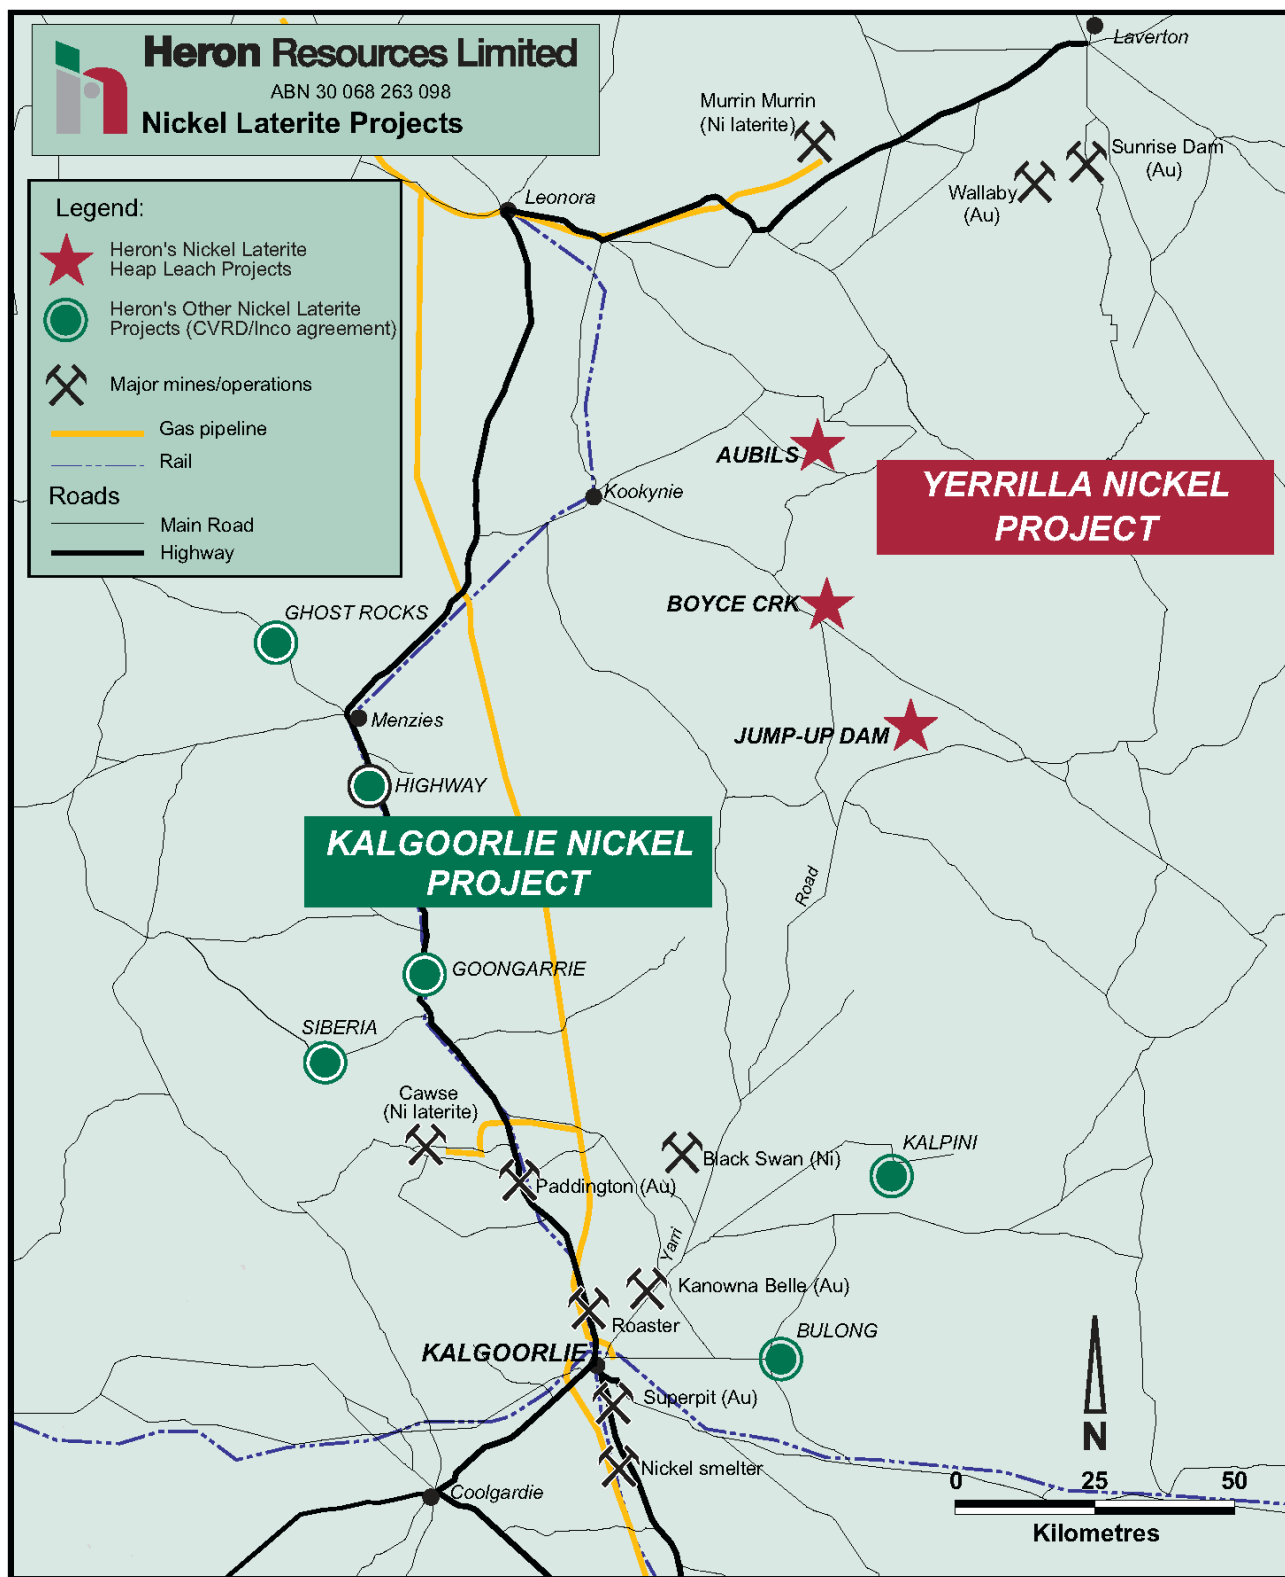 Heron Resources Limited
ABN 30 068 263 098
Nickel Laterite Projects
Legend:
Heron's Nickel Laterite
Heap Leach Projects
Heron's Other Nickel Laterite
Projects (CVRD/Inco agreement)
Major mines/operations
Gas pipeline
Rail
Roads
Main Road
Highway
Laverton
Murrin Murrin
(Ni laterite)
Sunrise Dam
(Au)
Wallaby
(Au)
Leonora
AUBILS
YERRILLA NICKEL
PROJECT
Kookynie
BOYCE CRK
GHOST ROCKS
Menzies
JUMP-UP DAM
HIGHWAY
KALGOORLIE NICKEL
PROJECT
Road
GOONGARRIE
SIBERIA
Cawse
(Ni laterite)
Black Swan (Ni)
KALPINI
Paddington (Au)
Yarri
Kanowna Belle (Au)
Roaster
BULONG
KALGOORLIE
Superpit (Au)
Nickel smelter
Coolgardie
N
0 25 50
Kilometres